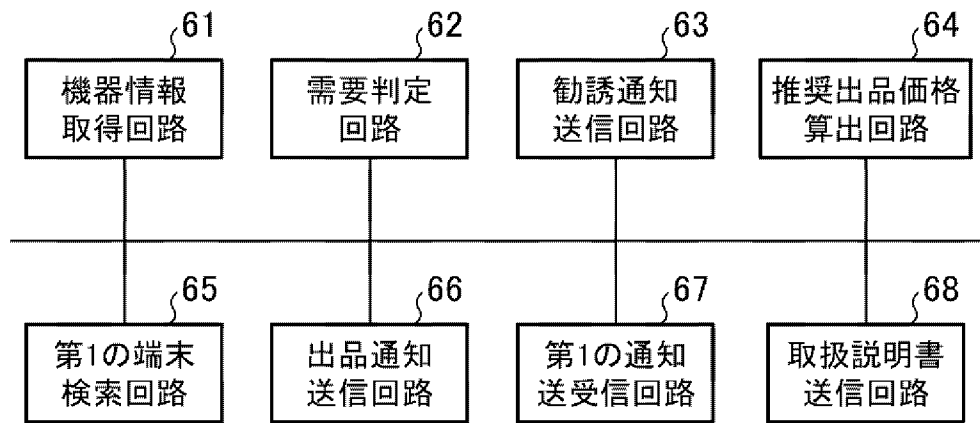 61
機器情報
取得回路
62
需要判定
回路
63
勧誘通知
送信回路
64
推奨出品価格
算出回路
65
第1の端末
検索回路
66
出品通知
送信回路
67
第1の通知
送受信回路
68
取扱説明書
送信回路